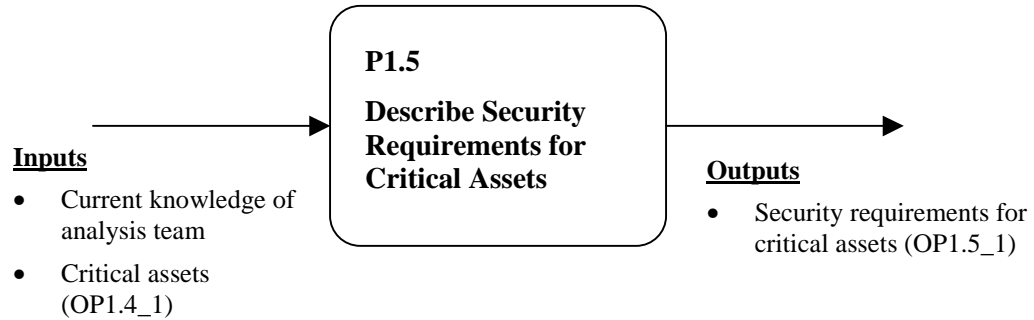 P1.5
Describe Security
Requirements for
Critical Assets
Inputs
• Current knowledge of
analysis team
• Critical assets
(OP1.4_1)
Outputs
• Security requirements for
critical assets (OP1.5_1)